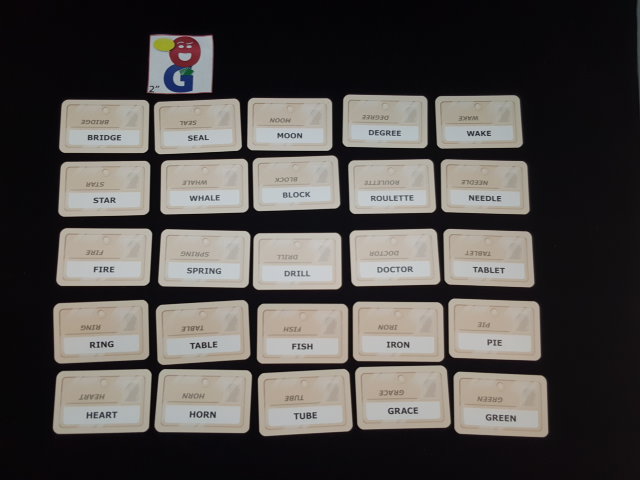 2"
G
BRIDGE
BRIDGE
SEAL
SEAL
MOON
MOON
DEGREE
DEGREE
WAKE
WAKE
STAR
STAR
WHALE
WHALE
BLOCK
BLOCK
ROULETTE
ROULETTE
NEEDLE
NEEDLE
FIRE
FIRE
SPRING
SPRING
DRILL
DRILL
DOCTOR
DOCTOR
TABLET
TABLET
RING
RING
TABLE
TABLE
FISH
FISH
IRON
IRON
PIE
PIE
HEART
HEART
HORN
HORN
TUBE
TUBE
GRACE
GRACE
GREEN
GREEN